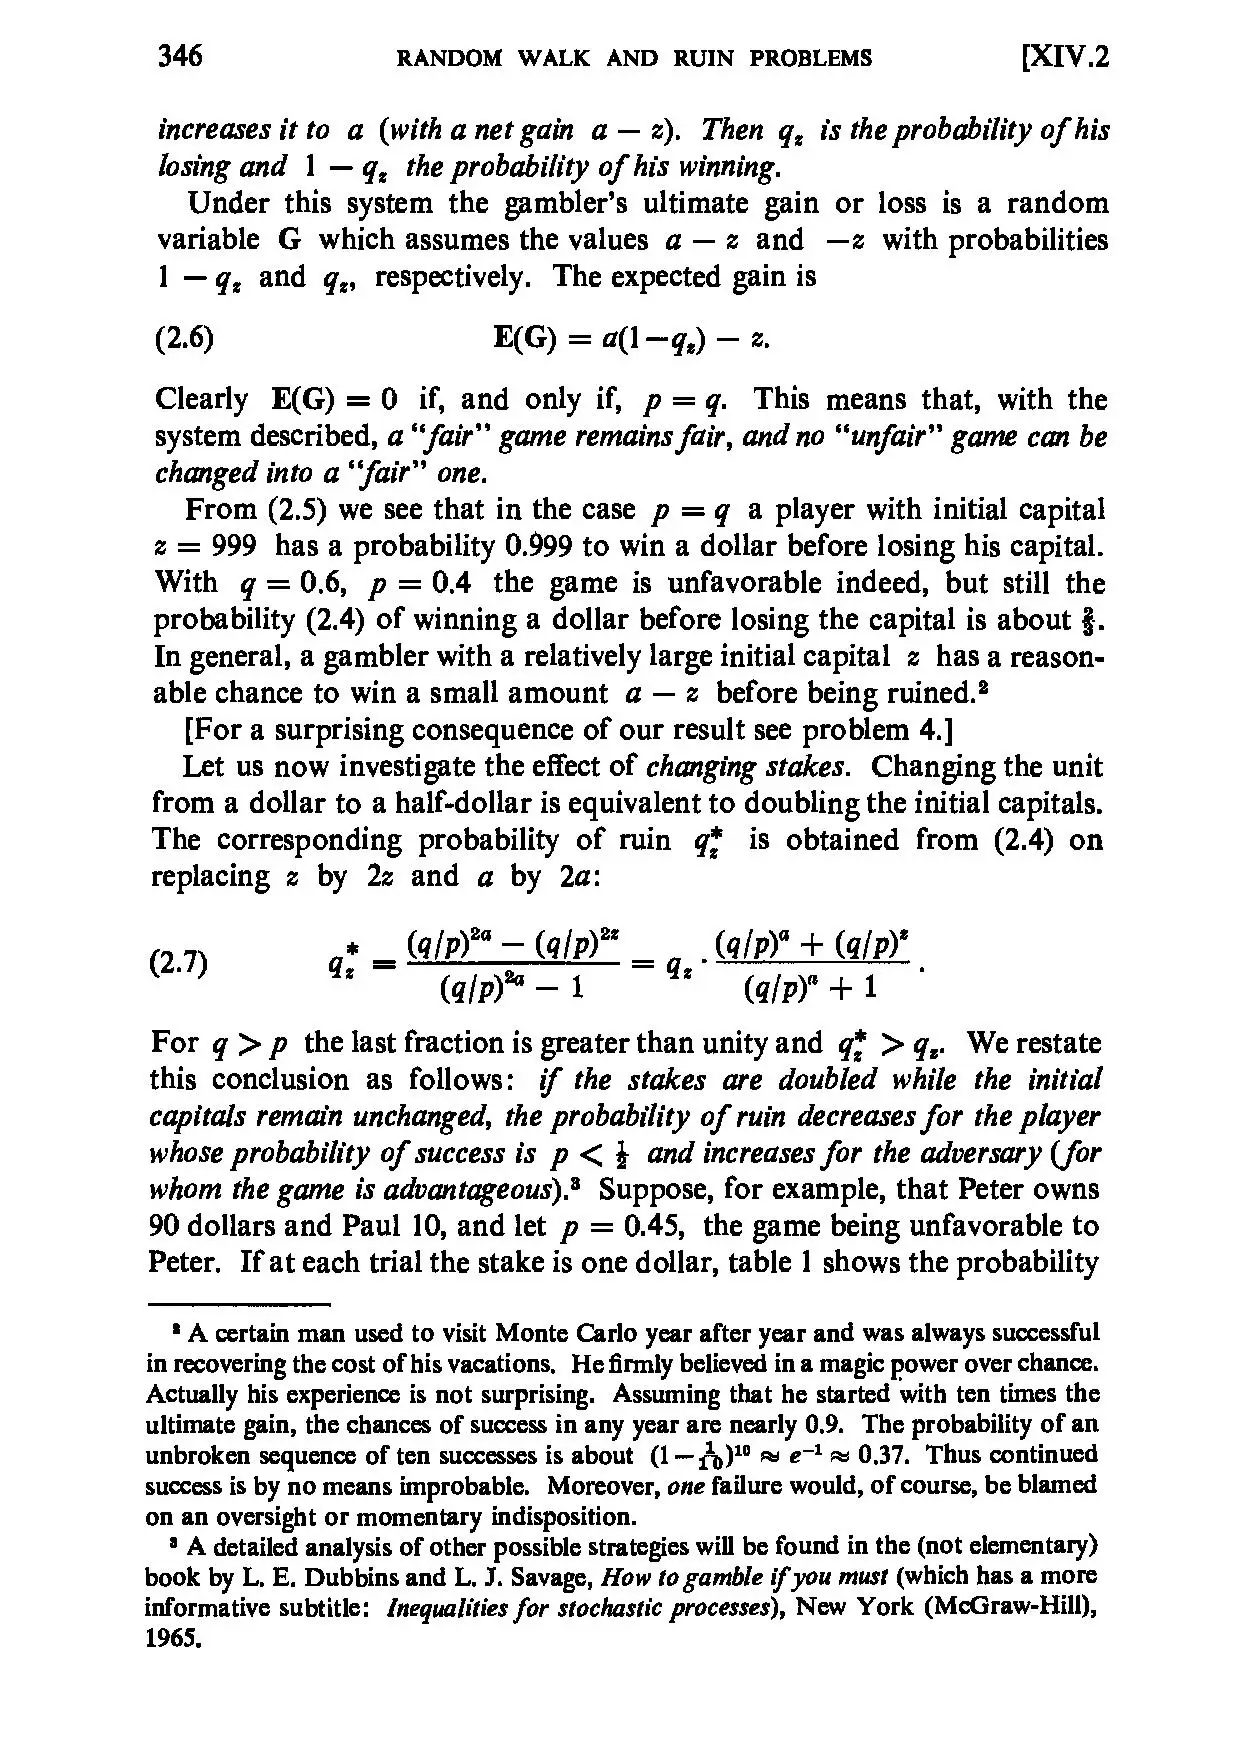 346 RANDOM WALK AND RUIN PROBLEMS [XIV.2
increases it to a (with a net gain a − z). Then q_z is the probability of his
losing and 1 − q_z the probability of his winning.
Under this system the gambler's ultimate gain or loss is a random
variable G which assumes the values a − z and −z with probabilities
1 − q_z and q_z, respectively. The expected gain is
(2.6) E(G) = a(1−q_z) − z.
Clearly E(G) = 0 if, and only if, p = q. This means that, with the
system described, a "fair" game remains fair, and no "unfair" game can be
changed into a "fair" one.
From (2.5) we see that in the case p = q a player with initial capital
z = 999 has a probability 0.999 to win a dollar before losing his capital.
With q = 0.6, p = 0.4 the game is unfavorable indeed, but still the
probability (2.4) of winning a dollar before losing the capital is about ⅔.
In general, a gambler with a relatively large initial capital z has a reason-
able chance to win a small amount a − z before being ruined.²
[For a surprising consequence of our result see problem 4.]
Let us now investigate the effect of changing stakes. Changing the unit
from a dollar to a half-dollar is equivalent to doubling the initial capitals.
The corresponding probability of ruin q*_z is obtained from (2.4) on
replacing z by 2z and a by 2a:
(2.7) q*_z = ((q/p)^{2a} − (q/p)^{2z}) / ((q/p)^{2a} − 1) = q_z · ((q/p)^a + (q/p)^z) / ((q/p)^a + 1).
For q > p the last fraction is greater than unity and q*_z > q_z. We restate
this conclusion as follows: if the stakes are doubled while the initial
capitals remain unchanged, the probability of ruin decreases for the player
whose probability of success is p < ½ and increases for the adversary (for
whom the game is advantageous).³ Suppose, for example, that Peter owns
90 dollars and Paul 10, and let p = 0.45, the game being unfavorable to
Peter. If at each trial the stake is one dollar, table 1 shows the probability
² A certain man used to visit Monte Carlo year after year and was always successful
in recovering the cost of his vacations. He firmly believed in a magic power over chance.
Actually his experience is not surprising. Assuming that he started with ten times the
ultimate gain, the chances of success in any year are nearly 0.9. The probability of an
unbroken sequence of ten successes is about (1 − 1/10)^{10} ≈ e^{−1} ≈ 0.37. Thus continued
success is by no means improbable. Moreover, one failure would, of course, be blamed
on an oversight or momentary indisposition.
³ A detailed analysis of other possible strategies will be found in the (not elementary)
book by L. E. Dubbins and L. J. Savage, How to gamble if you must (which has a more
informative subtitle: Inequalities for stochastic processes), New York (McGraw-Hill),
1965.